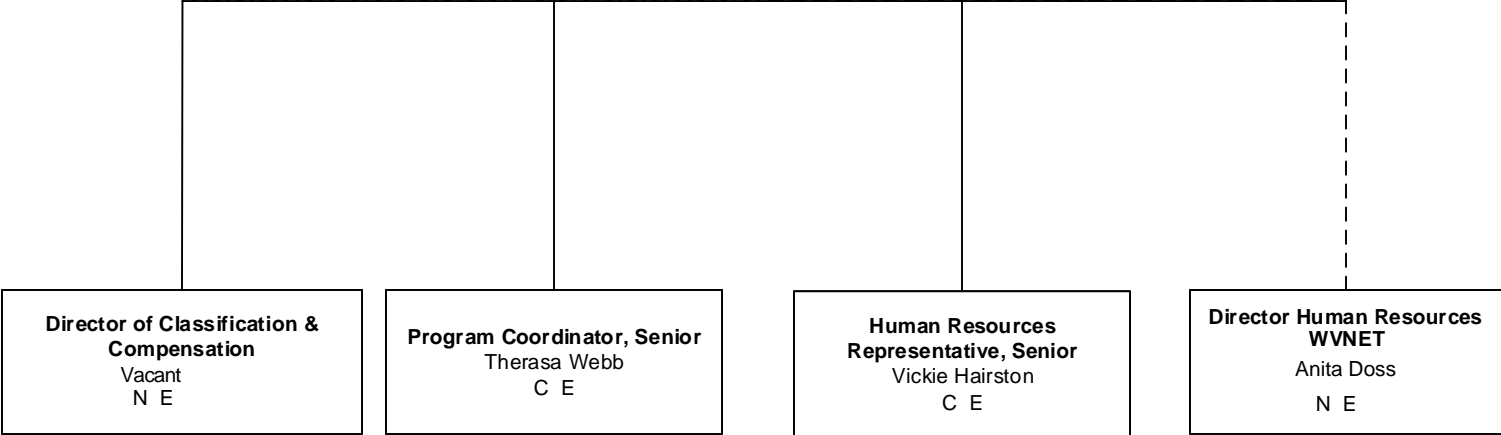 Director of Classification &
Compensation
Vacant
N E
Program Coordinator, Senior
Therasa Webb
C E
Human Resources
Representative, Senior
Vickie Hairston
C E
Director Human Resources
WVNET
Anita Doss
N E